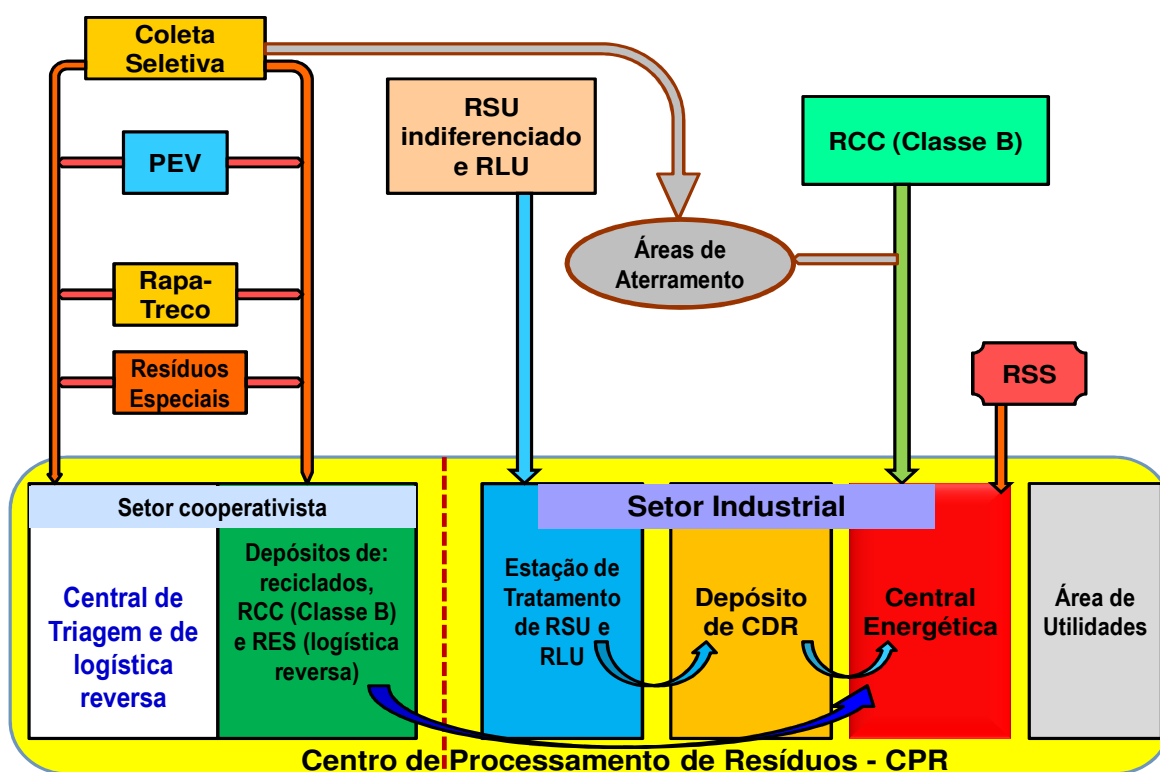 Coleta
Seletiva
PEV
Rapa-
Treco
Resíduos
Especiais
RSU
indiferenciado
e RLU
Áreas de
Aterramento
RCC (Classe B)
RSS
Setor cooperativista
Central de
Triagem e de
logística
reversa
Depósitos de:
reciclados,
RCC (Classe B)
e RES (logística
reversa)
Setor Industrial
Estação de
Tratamento
de RSU e
RLU
Depósito
de CDR
Central
Energética
Área de
Utilidades
Centro de Processamento de Resíduos - CPR